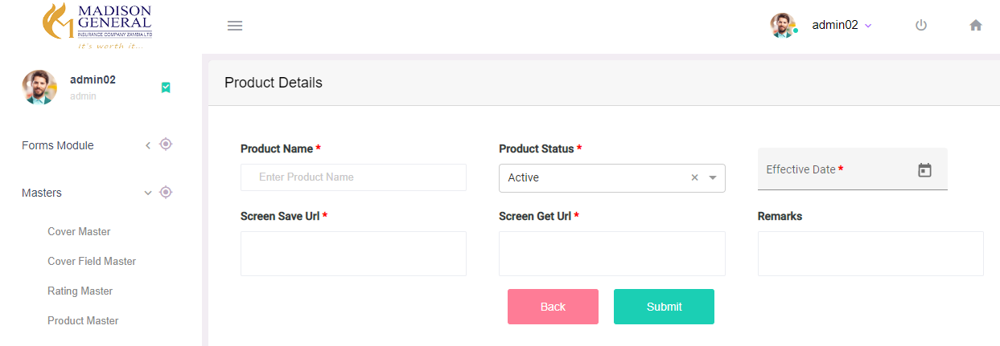 MADISON
GENERAL
INSURANCE COMPANY ZAMBIA LTD
it's worth it...
admin02
admin02
admin
Product Details
Forms Module
Masters
Cover Master
Cover Field Master
Rating Master
Product Master
Product Name *
Enter Product Name
Product Status *
Active
Effective Date *
Screen Save Url *
Screen Get Url *
Remarks
Back
Submit